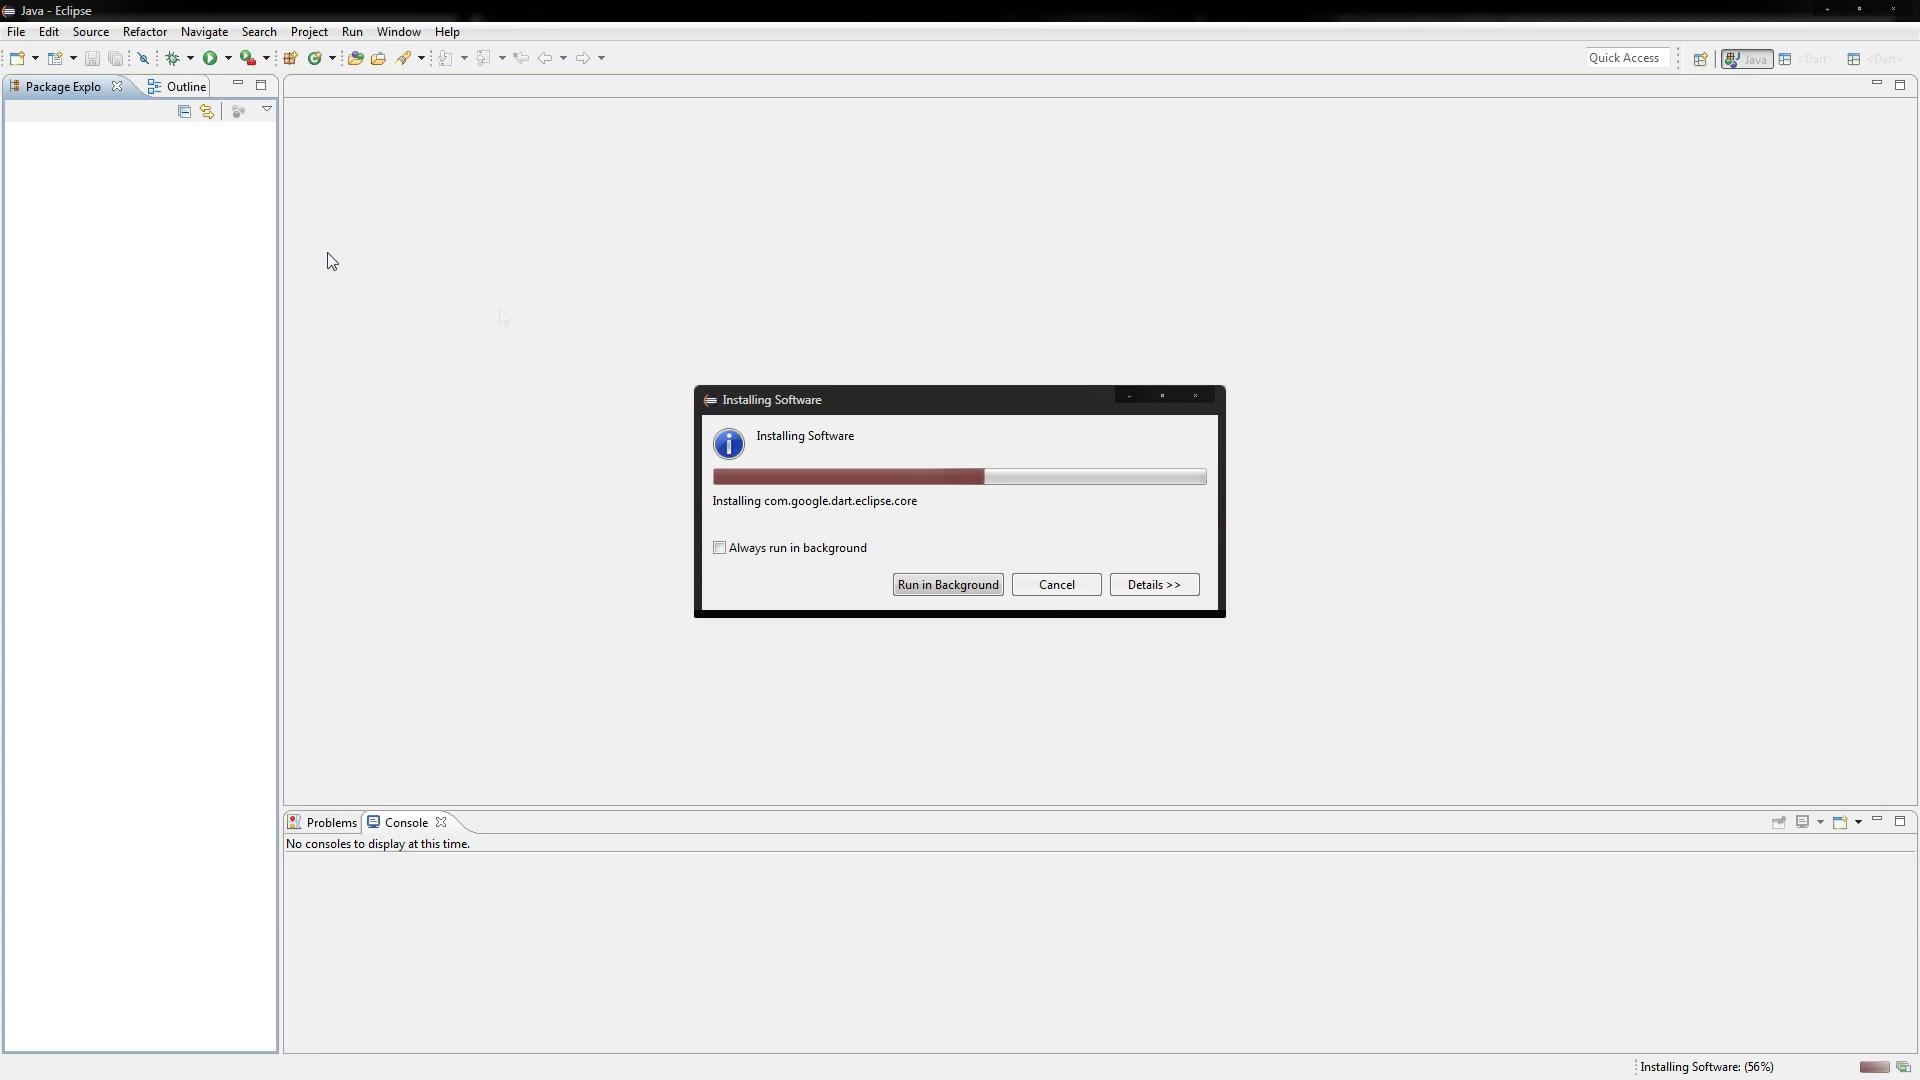 Java - Eclipse
File Edit Source Refactor Navigate Search Project Run Window Help
Quick Access
Java
<Dart>
<Dart>
Package Explo
Outline
Installing Software
Installing Software
Installing com.google.dart.eclipse.core
Always run in background
Run in Background
Cancel
Details >>
Problems
Console
No consoles to display at this time.
Installing Software: (56%)